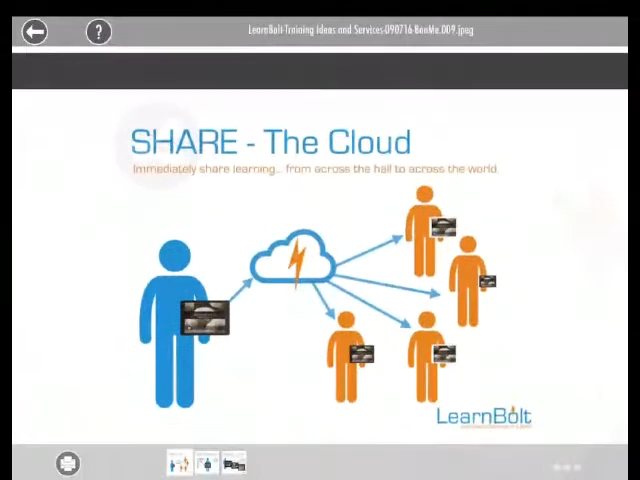 LearnBolt-Training Ideas and Services-090716-BonMe.009.jpeg
?
SHARE - The Cloud
Immediately share learning... from across the hall to across the world
LearnBolt